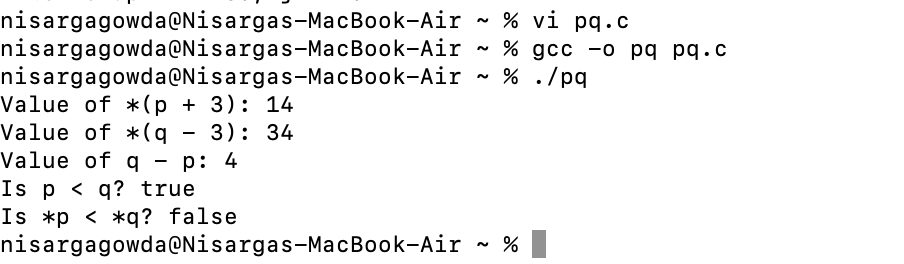 nisargagowda@Nisargas-MacBook-Air ~ % vi pq.c
nisargagowda@Nisargas-MacBook-Air ~ % gcc -o pq pq.c
nisargagowda@Nisargas-MacBook-Air ~ % ./pq
Value of *(p + 3): 14
Value of *(q - 3): 34
Value of q - p: 4
Is p < q? true
Is *p < *q? false
nisargagowda@Nisargas-MacBook-Air ~ %